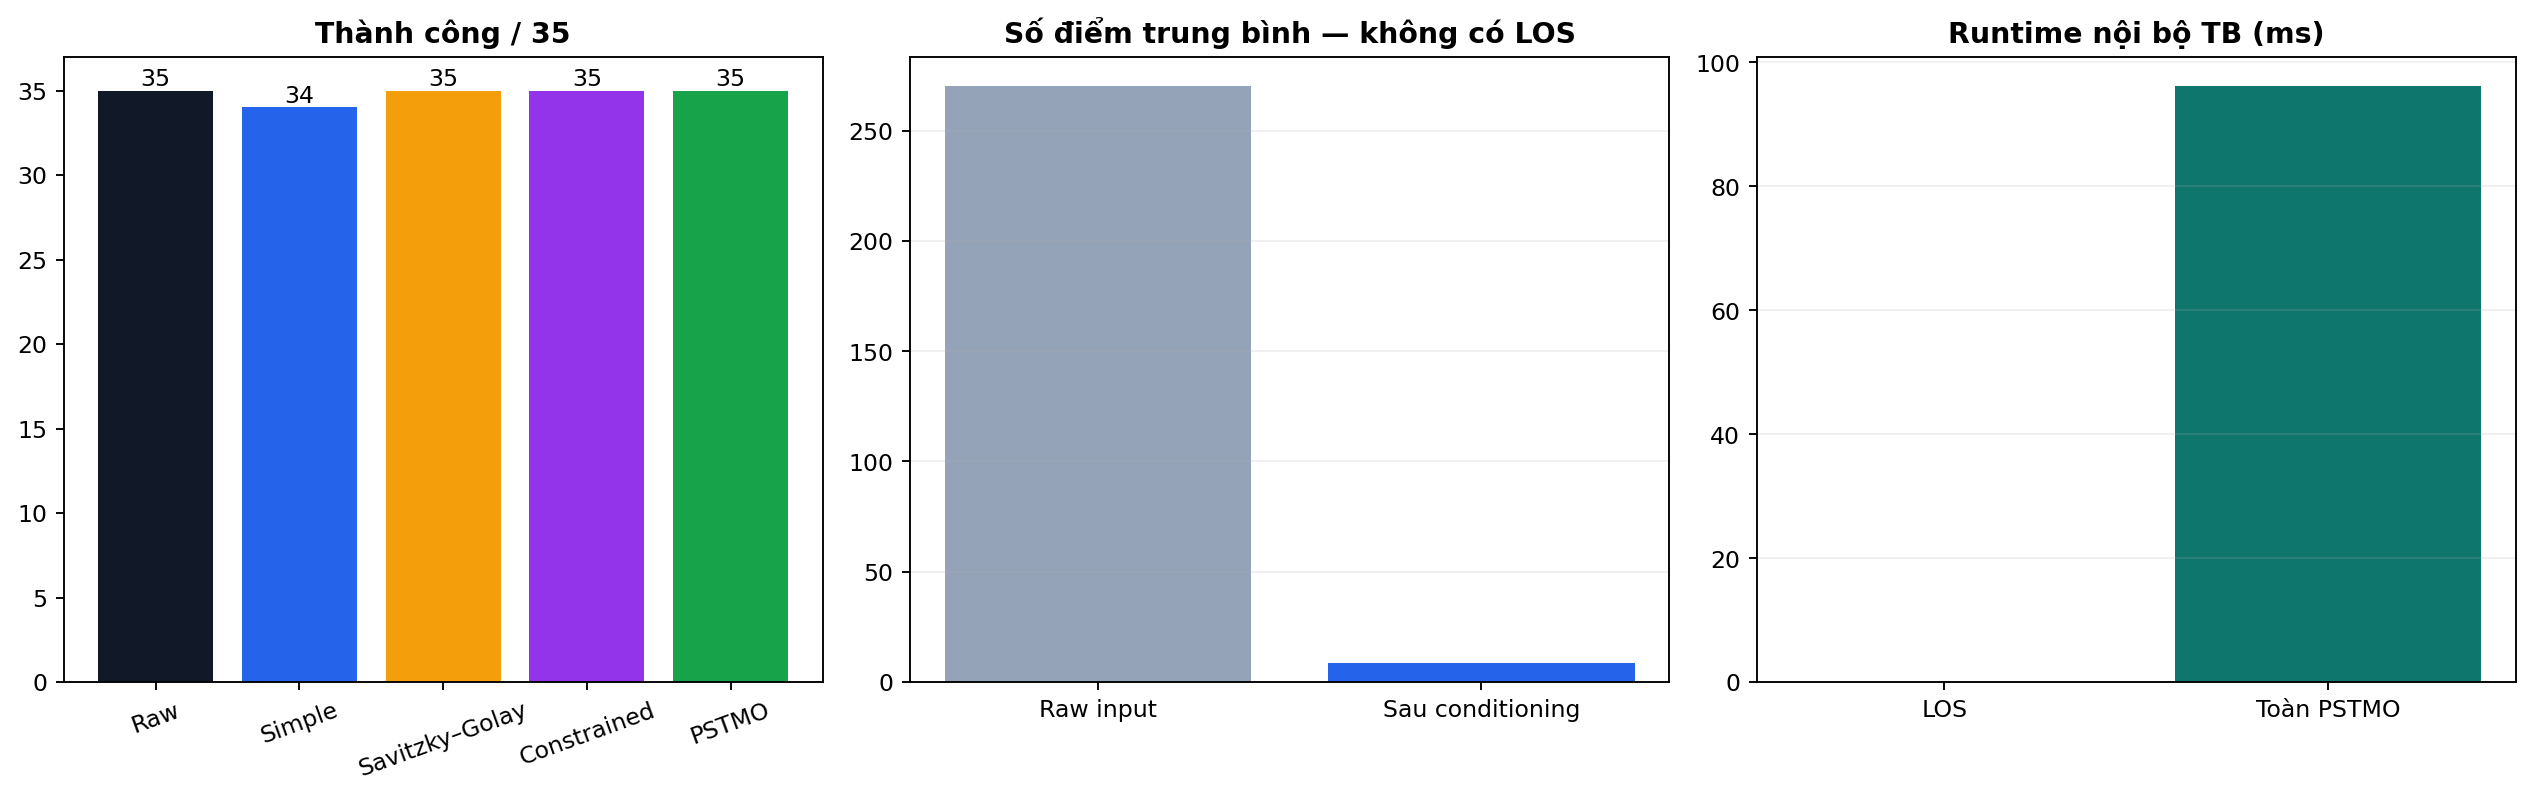 Thành công / 35
35
34
35
35
35
35
30
25
20
15
10
5
0
Raw
Simple
Savitzky–Golay
Constrained
PSTMO
Số điểm trung bình — không có LOS
250
200
150
100
50
0
Raw input
Sau conditioning
Runtime nội bộ TB (ms)
100
80
60
40
20
0
LOS
Toàn PSTMO